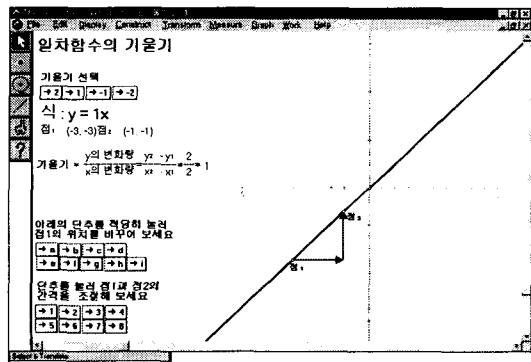 File Edit Display Construct Transform Measure Graph Work Help
일차함수의 기울기
기울기 선택
→ 2 → 1 → -1 → -2
식 : y = 1x
점₁ (-3, -3) 점₂ (-1, -1)
기울기 = y의 변화량 / x의 변화량 = y₂ - y₁ / x₂ - x₁ = 2 / 2 = 1
점₂
점₁
아래의 단추를 적당히 눌러
점1의 위치를 바꾸어 보세요
→ a → b → c → d
→ e → f → g → h → i
단추를 눌러 점1과 점2의
간격을 조절해 보세요
→ 1 → 2 → 3 → 4
→ 5 → 6 → 7 → 8